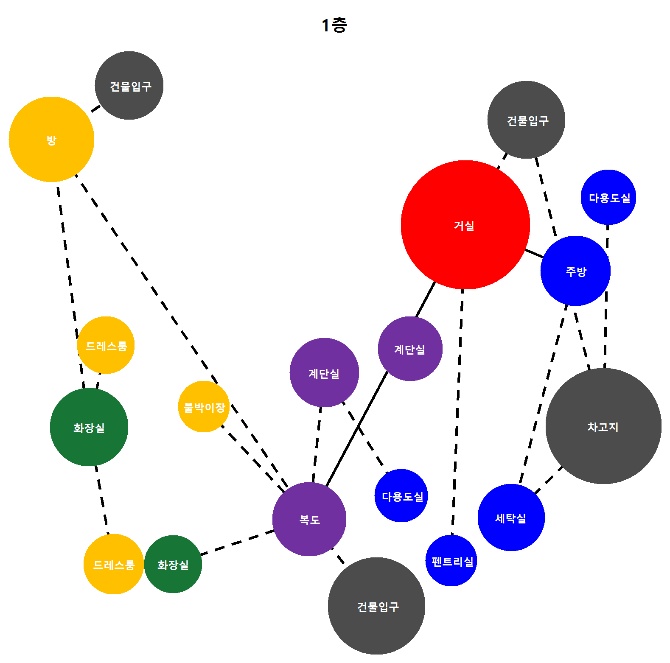 1층
건물입구
건물입구
방
다용도실
거실
주방
드레스룸
계단실
계단실
붙박이장
화장실
차고지
다용도실
복도
세탁실
펜트리실
드레스룸
화장실
건물입구